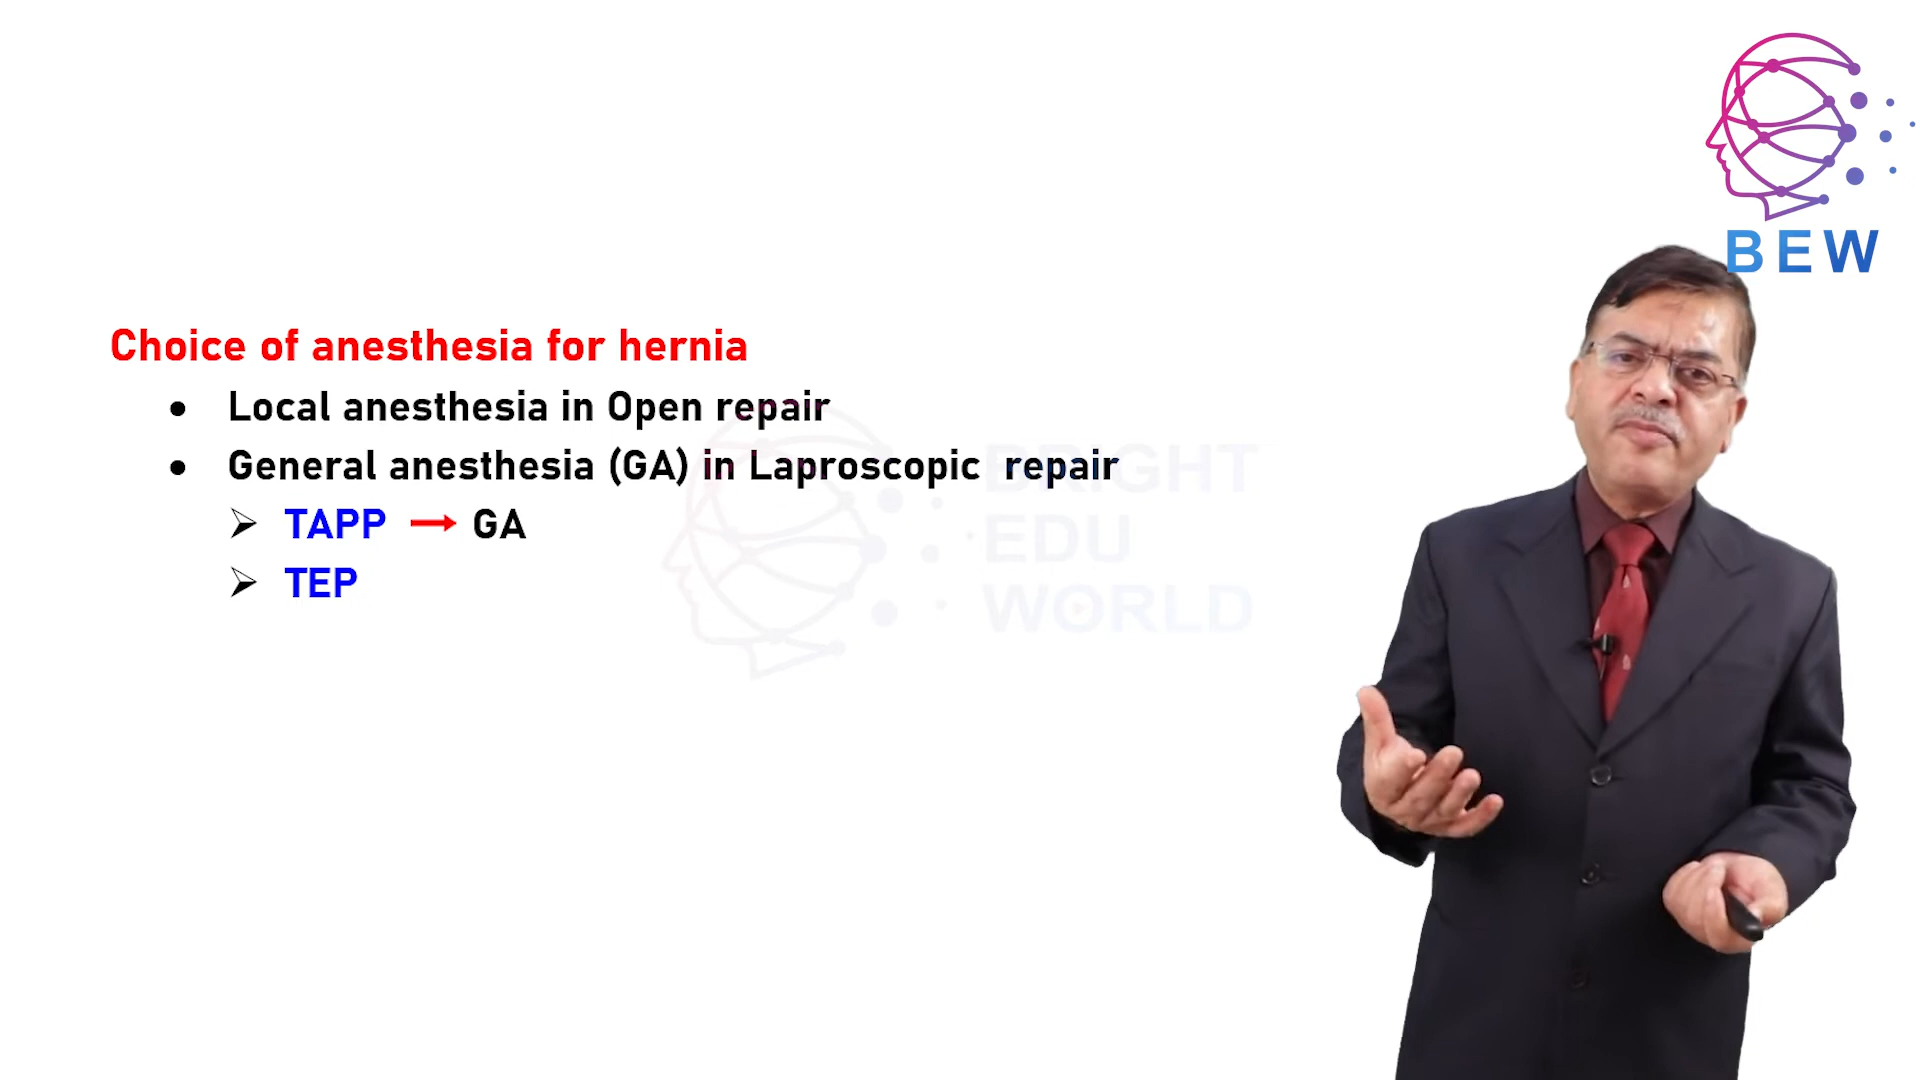 BEW
Choice of anesthesia for hernia
• Local anesthesia in Open repair
• General anesthesia (GA) in Laproscopic repair
➢ TAPP → GA
➢ TEP
BRIGHT
EDU
WORLD